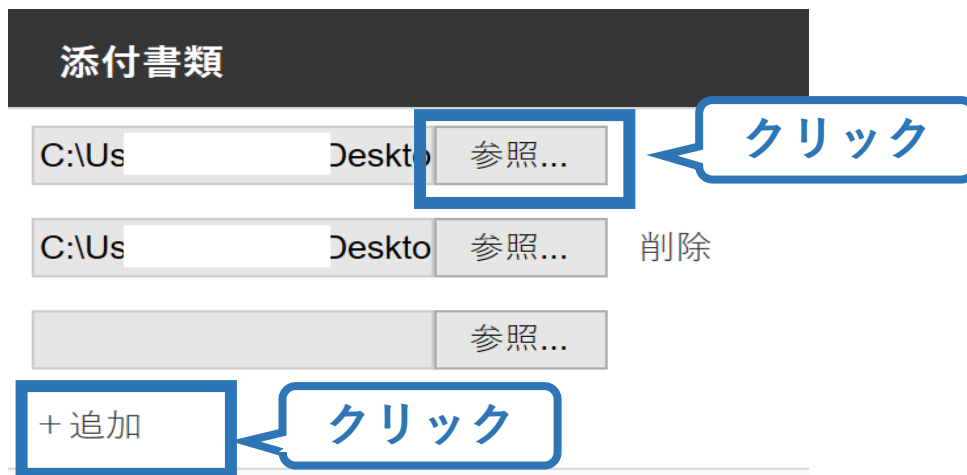 添付書類
C:\Us Deskto 参照... クリック
C:\Us Deskto 参照... 削除
参照...
＋追加 クリック